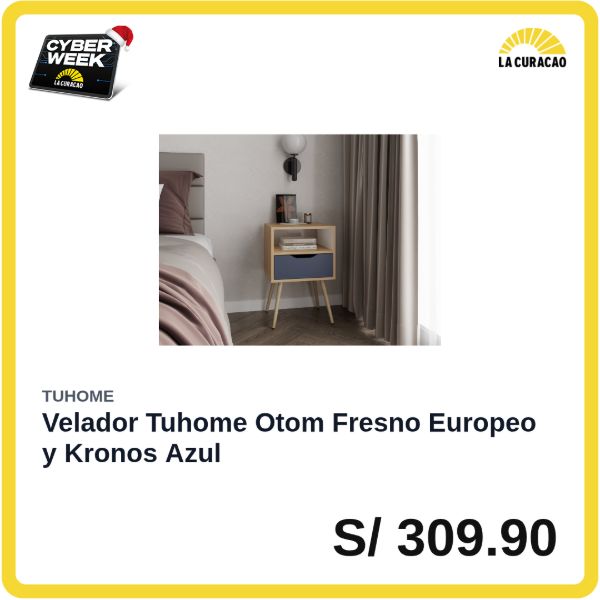 CYBER
WEEK
LA CURACAO
LA CURACAO
TUHOME
Velador Tuhome Otom Fresno Europeo
y Kronos Azul
S/ 309.90